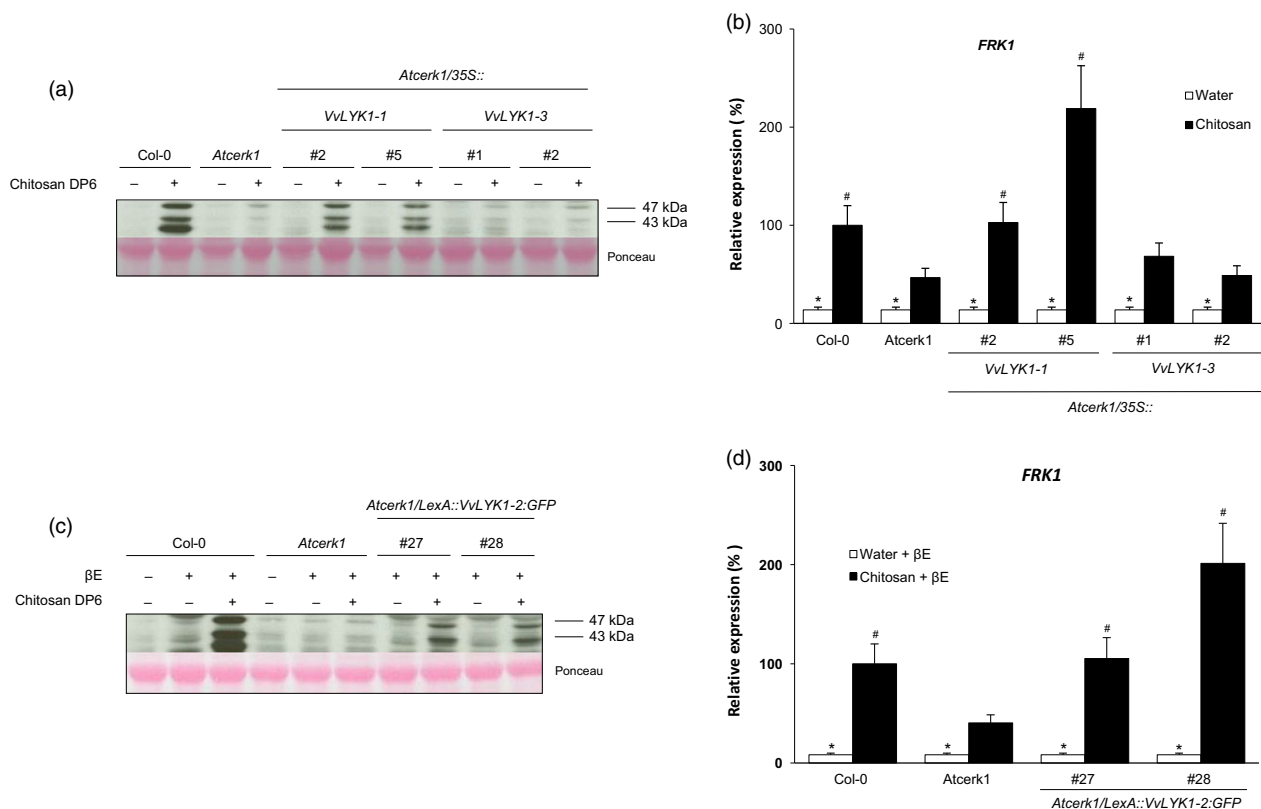 (a)
Atcerk1/35S::
VvLYK1-1 VvLYK1-3
Col-0 Atcerk1 #2 #5 #1 #2
Chitosan DP6 – + – + – + – + – + – +
47 kDa
43 kDa
Ponceau
(b)
FRK1
300
200
100
0
Relative expression ( %)
Water
Chitosan
# # #
* * * * * *
Col-0 Atcerk1 #2 #5 #1 #2
VvLYK1-1 VvLYK1-3
Atcerk1/35S::
(c)
Atcerk1/LexA::VvLYK1-2:GFP
Col-0 Atcerk1 #27 #28
βE – + + – + + + + + +
Chitosan DP6 – – + – – + – + – +
47 kDa
43 kDa
Ponceau
(d)
FRK1
300
200
100
0
Relative expression (% )
Water + βE
Chitosan + βE
# # #
* * * *
Col-0 Atcerk1 #27 #28
Atcerk1/LexA::VvLYK1-2:GFP